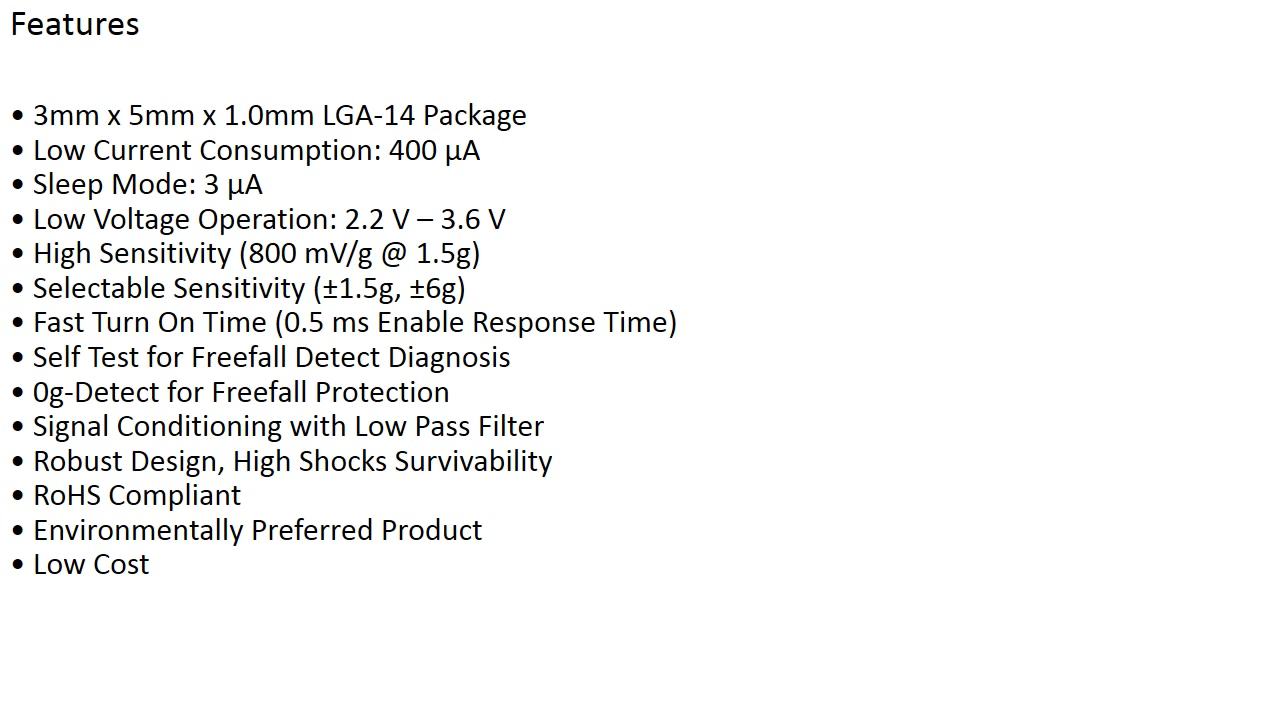 Features
• 3mm x 5mm x 1.0mm LGA-14 Package
• Low Current Consumption: 400 µA
• Sleep Mode: 3 µA
• Low Voltage Operation: 2.2 V – 3.6 V
• High Sensitivity (800 mV/g @ 1.5g)
• Selectable Sensitivity (±1.5g, ±6g)
• Fast Turn On Time (0.5 ms Enable Response Time)
• Self Test for Freefall Detect Diagnosis
• 0g-Detect for Freefall Protection
• Signal Conditioning with Low Pass Filter
• Robust Design, High Shocks Survivability
• RoHS Compliant
• Environmentally Preferred Product
• Low Cost